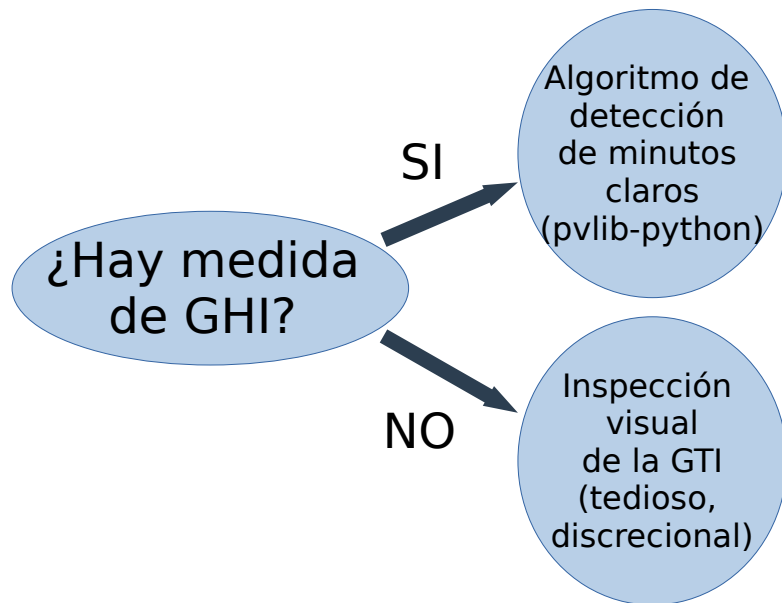 ¿Hay medida
de GHI?
SI
Algoritmo de
detección
de minutos
claros
(pvlib-python)
NO
Inspección
visual
de la GTI
(tedioso,
discrecional)